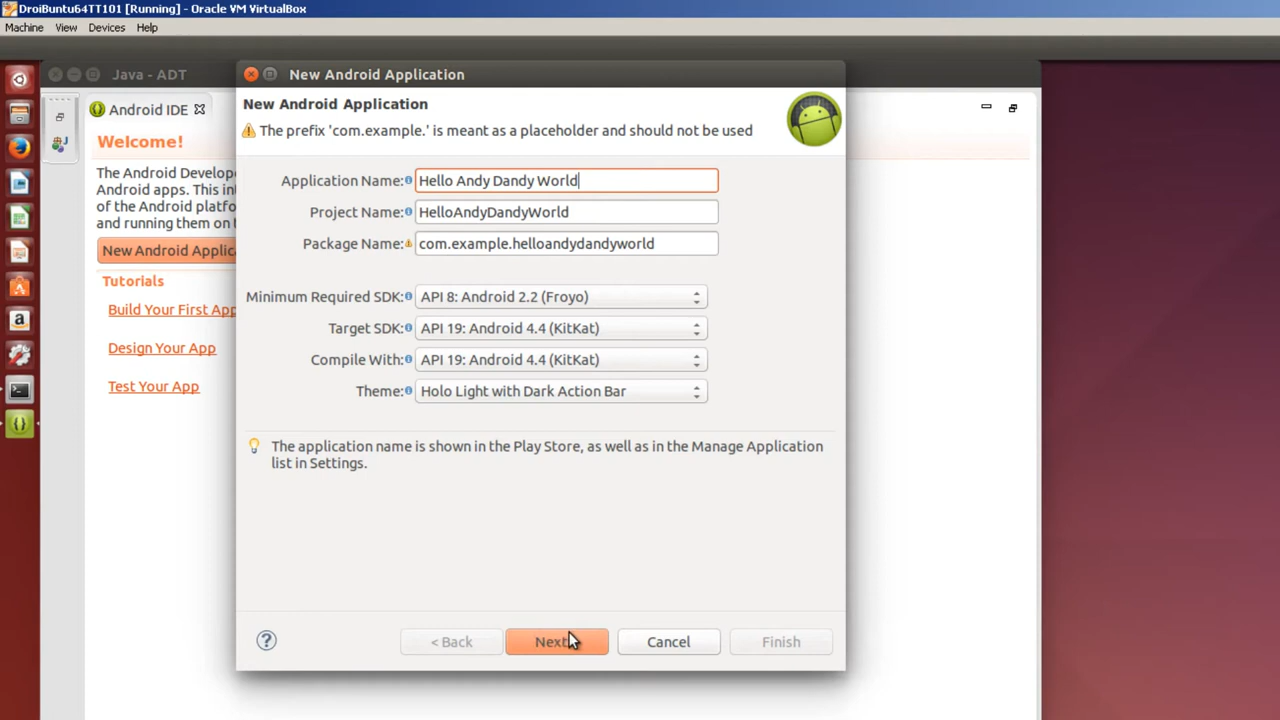 DroiBuntu64TT101 [Running] - Oracle VM VirtualBox
Machine View Devices Help
Java - ADT
New Android Application
Android IDE
New Android Application
The prefix 'com.example.' is meant as a placeholder and should not be used
Welcome!
The Android Develope
Android apps. This in
of the Android platfo
and running them on t
New Android Applica
Tutorials
Build Your First App
Design Your App
Test Your App
Application Name: Hello Andy Dandy World
Project Name: HelloAndyDandyWorld
Package Name: com.example.helloandydandyworld
Minimum Required SDK: API 8: Android 2.2 (Froyo)
Target SDK: API 19: Android 4.4 (KitKat)
Compile With: API 19: Android 4.4 (KitKat)
Theme: Holo Light with Dark Action Bar
The application name is shown in the Play Store, as well as in the Manage Application
list in Settings.
< Back Next Cancel Finish